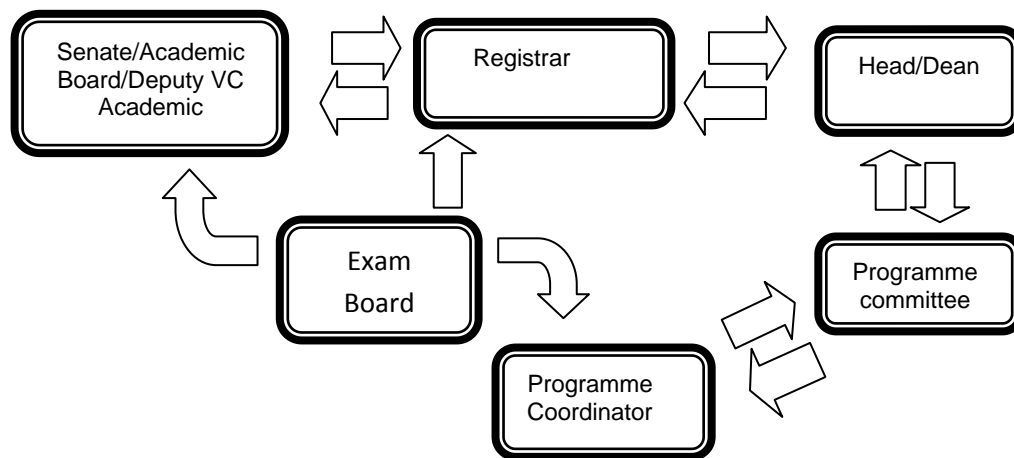 Senate/Academic
Board/Deputy VC
Academic
Registrar
Head/Dean
Exam
Board
Programme
committee
Programme
Coordinator